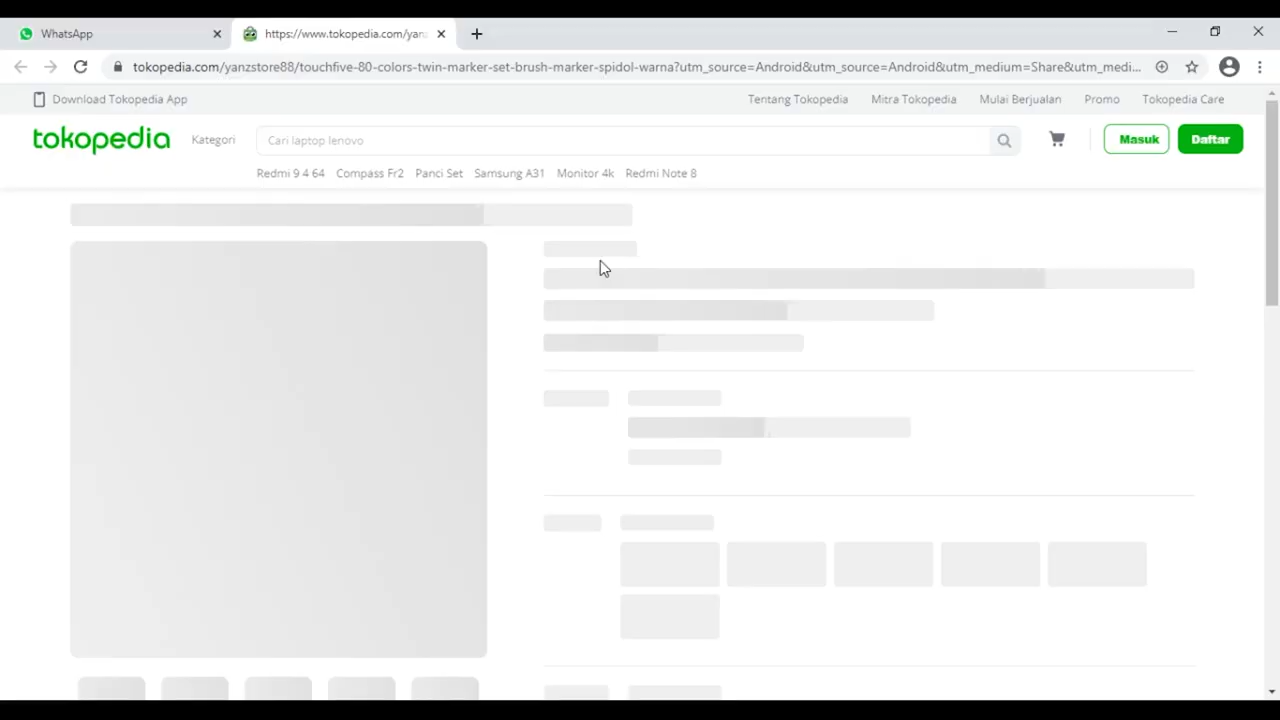 WhatsApp
https://www.tokopedia.com/yan
tokopedia.com/yanzstore88/touchfive-80-colors-twin-marker-set-brush-marker-spidol-warna?utm_source=Android&utm_source=Android&utm_medium=Share&utm_medi...
Download Tokopedia App Tentang Tokopedia Mitra Tokopedia Mulai Berjualan Promo Tokopedia Care
tokopedia Kategori Cari laptop lenovo Masuk Daftar
Redmi 9 4 64 Compass Fr2 Panci Set Samsung A31 Monitor 4k Redmi Note 8